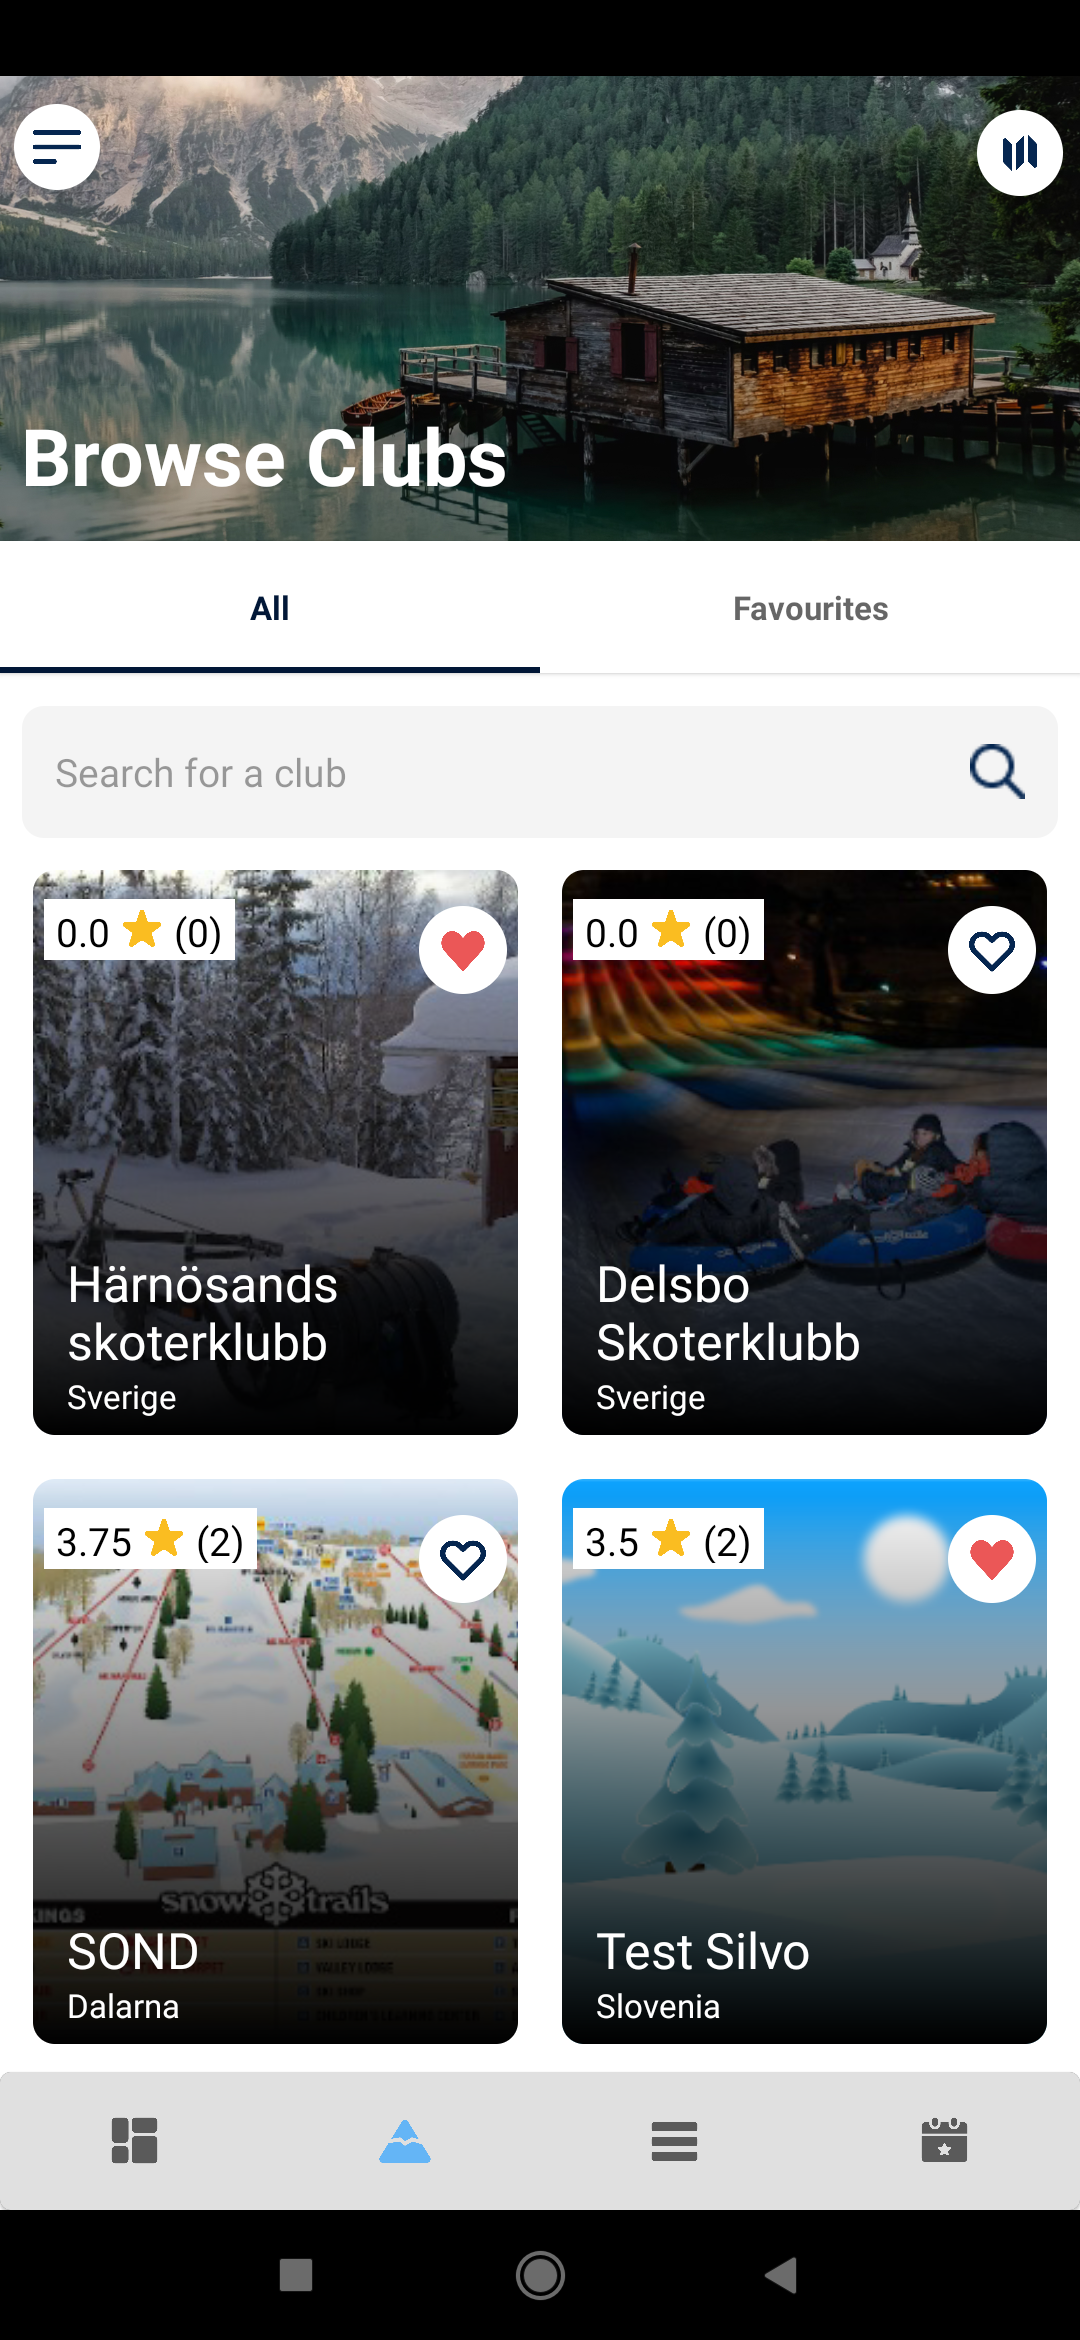 Browse Clubs
All
Favourites
Search for a club
0.0 (0)
0.0 (0)
Härnösands
skoterklubb
Sverige
Delsbo
Skoterklubb
Sverige
3.75 (2)
3.5 (2)
snow trails
SOND
Dalarna
Test Silvo
Slovenia